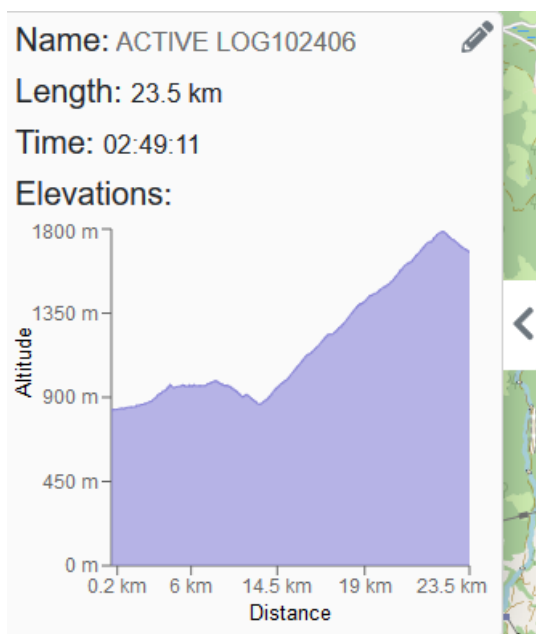 Name: ACTIVE LOG102406
Length: 23.5 km
Time: 02:49:11
Elevations:
1800 m
1350 m
900 m
450 m
0 m
Altitude
0.2 km 6 km 14.5 km 19 km 23.5 km
Distance